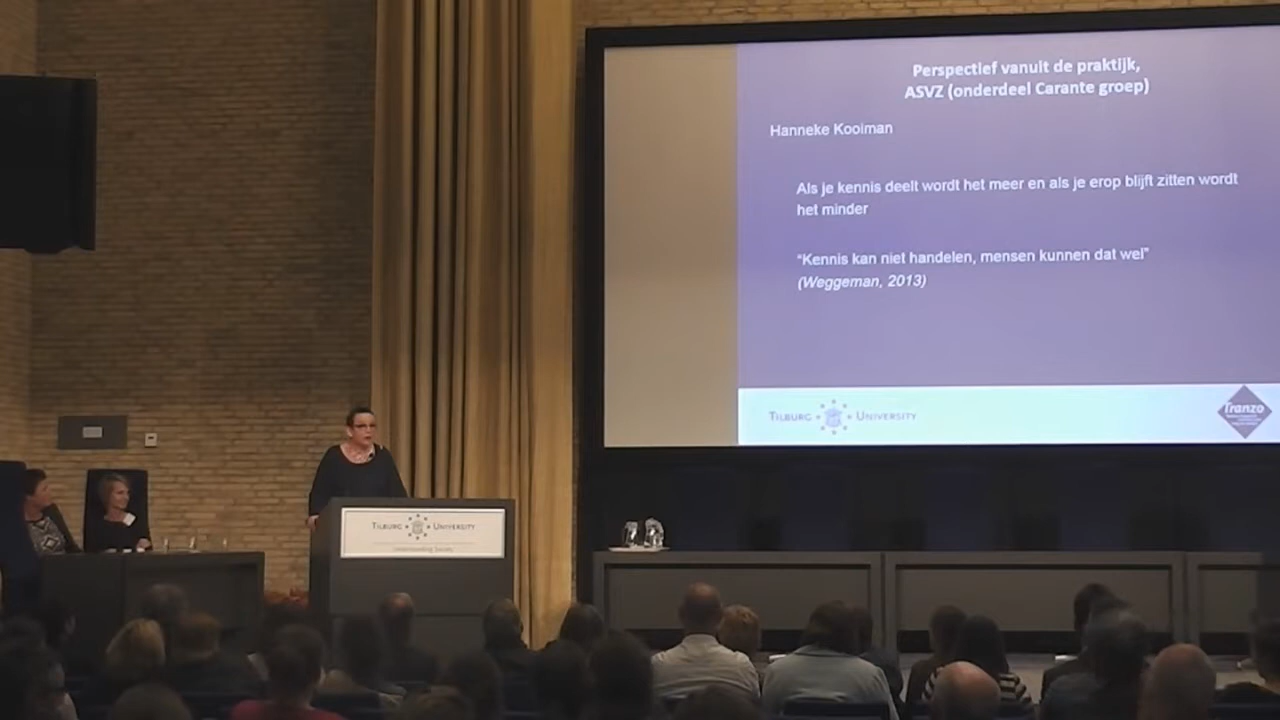 Perspectief vanuit de praktijk,
ASVZ (onderdeel Carante groep)
Hanneke Kooiman
Als je kennis deelt wordt het meer en als je erop blijft zitten wordt
het minder
“Kennis kan niet handelen, mensen kunnen dat wel”
(Weggeman, 2013)
TILBURG UNIVERSITY
Tranzo
TILBURG UNIVERSITY
Understanding Society